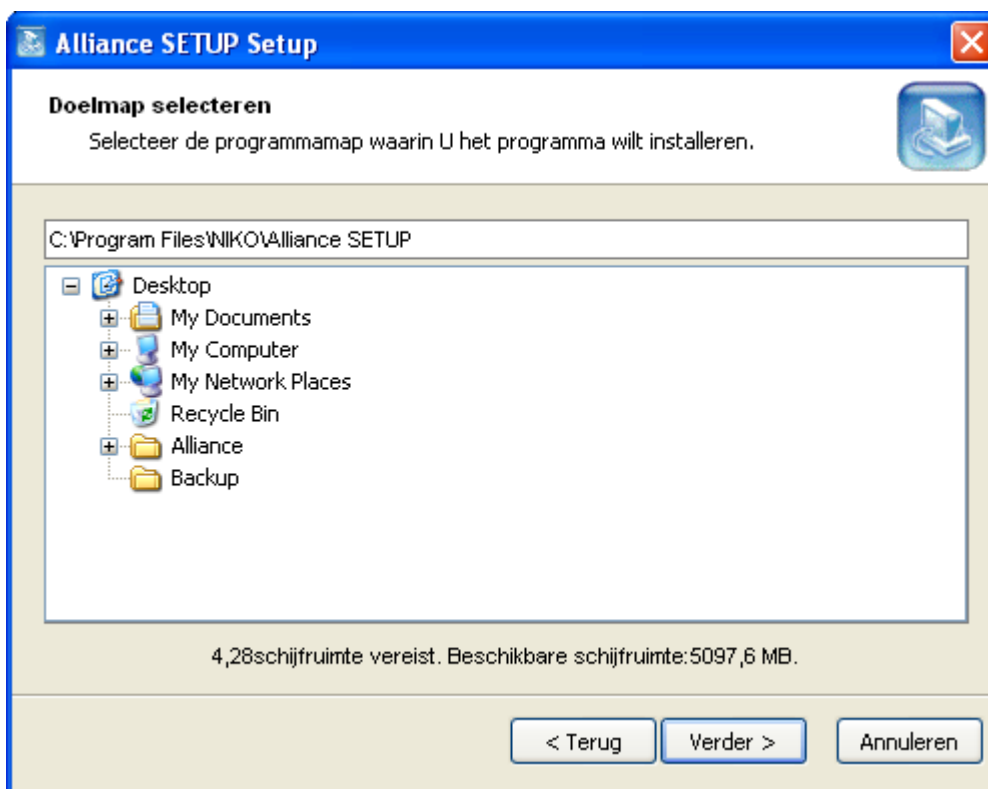 Alliance SETUP Setup
Doelmap selecteren
Selecteer de programmamap waarin U het programma wilt installeren.
C:\Program Files\NIKO\Alliance SETUP
Desktop
My Documents
My Computer
My Network Places
Recycle Bin
Alliance
Backup
4,28schijfruimte vereist. Beschikbare schijfruimte:5097,6 MB.
< Terug
Verder >
Annuleren